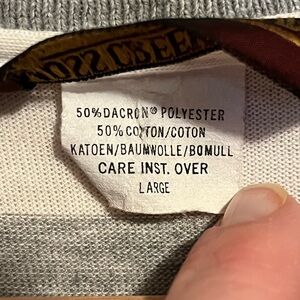 50% DACRON® POLYESTER
50% COTTON/COTON
KATOEN/BAUMWOLLE/BOMULL
CARE INST. OVER
LARGE